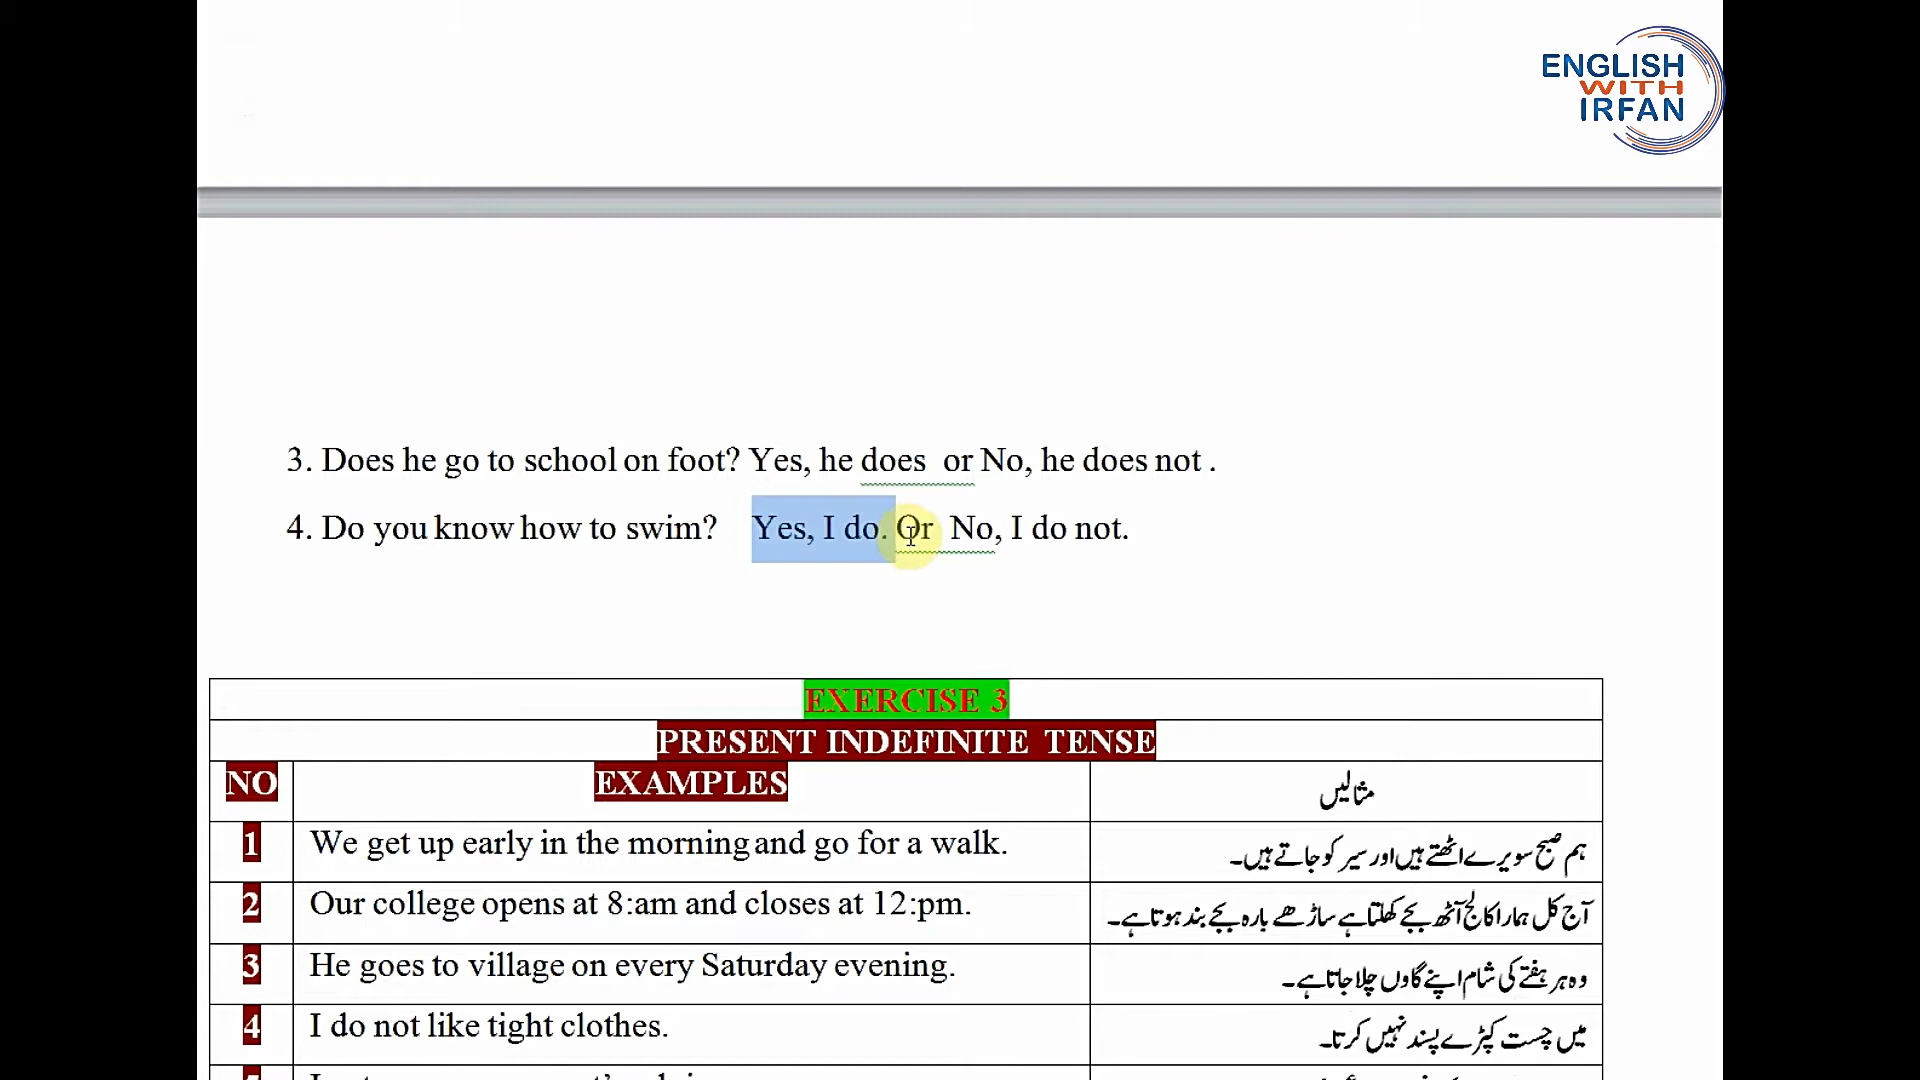 ENGLISH
WITH
IRFAN
3. Does he go to school on foot? Yes, he does or No, he does not .
4. Do you know how to swim? Yes, I do. Or No, I do not.
EXERCISE 3
PRESENT INDEFINITE TENSE
NO EXAMPLES مثالیں
1 We get up early in the morning and go for a walk. ہم صبح سویرے اٹھتے ہیں اور سیر کو جاتے ہیں۔
2 Our college opens at 8:am and closes at 12:pm. آج کل ہمارا کالج آٹھ بجے کھلتا ہے ساڑھے بارہ بجے بند ہوتا ہے۔
3 He goes to village on every Saturday evening. وہ ہر ہفتے کی شام اپنے گاوں چلا جاتا ہے۔
4 I do not like tight clothes. میں چست کپڑے پسند نہیں کرتا۔